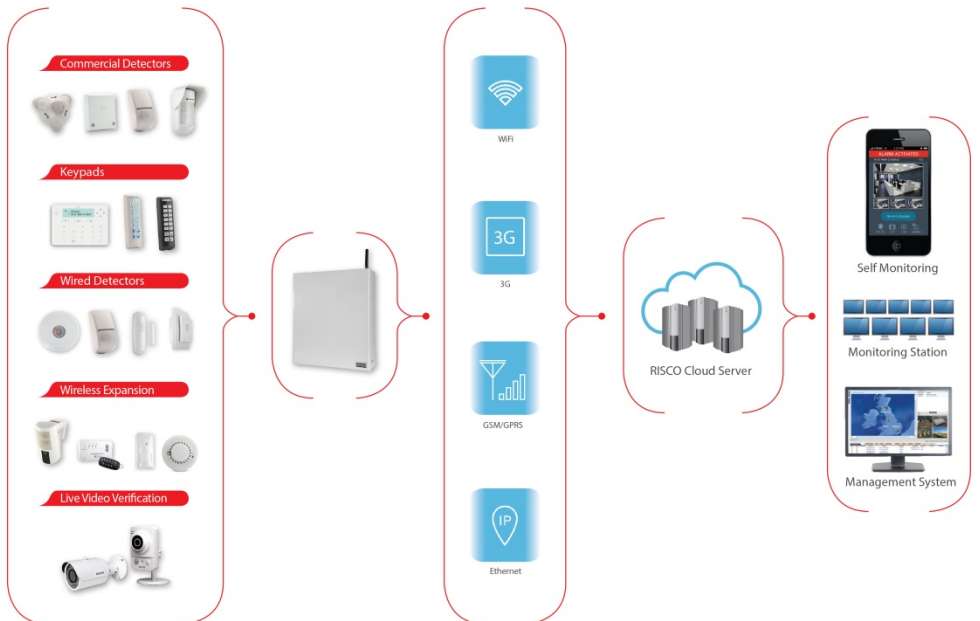 Commercial Detectors
Keypads
Wired Detectors
Wireless Expansion
Live Video Verification
WiFi
3G
3G
GSM/GPRS
IP
Ethernet
RISCO Cloud Server
ALARM ACTIVATED
Self Monitoring
Monitoring Station
Management System